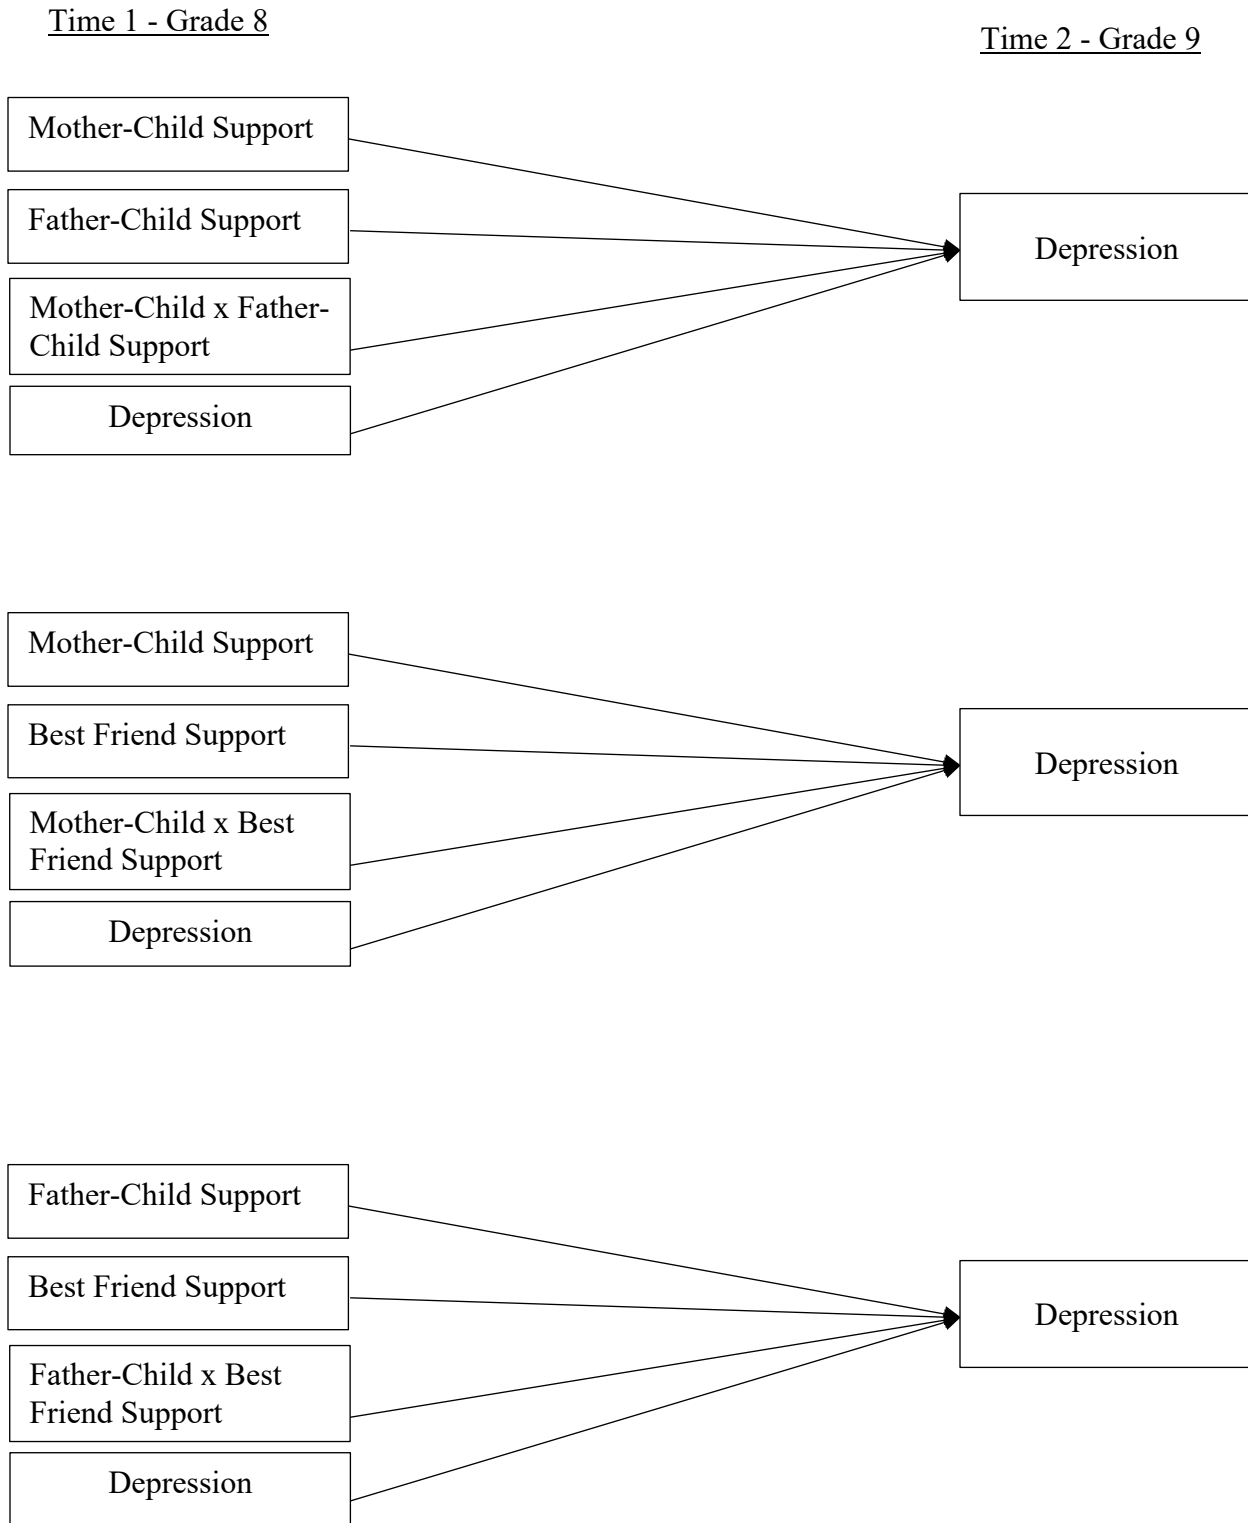 Time 1 - Grade 8
Time 2 - Grade 9
Mother-Child Support
Father-Child Support
Mother-Child x Father-
Child Support
Depression
Depression
Mother-Child Support
Best Friend Support
Mother-Child x Best
Friend Support
Depression
Depression
Father-Child Support
Best Friend Support
Father-Child x Best
Friend Support
Depression
Depression